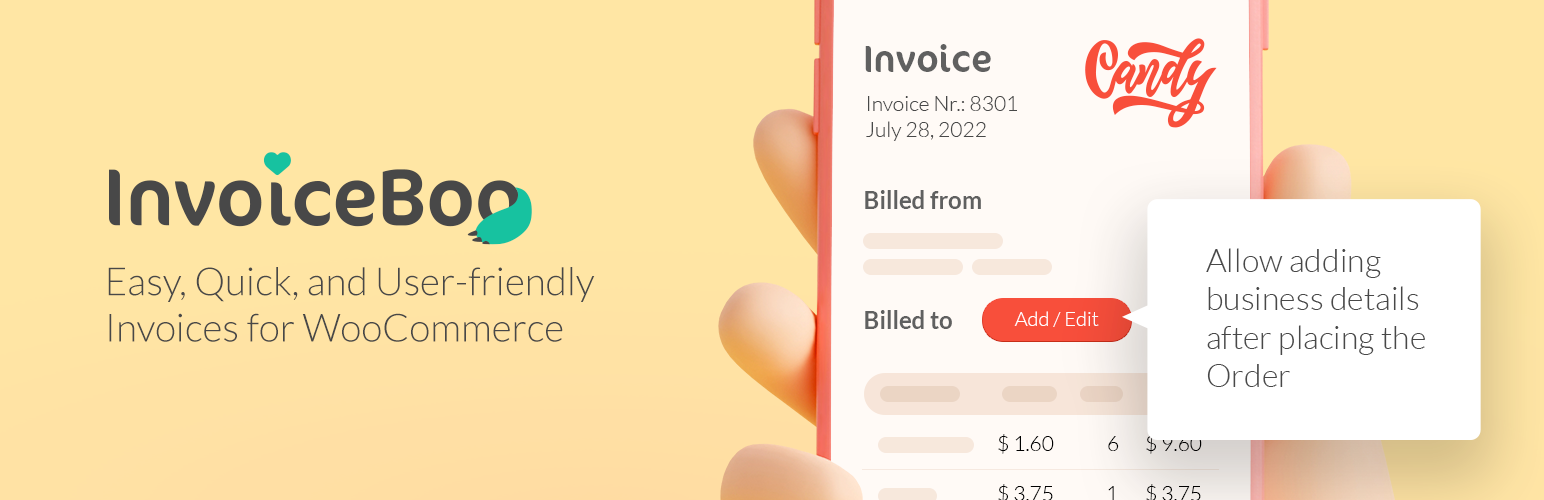 InvoiceBoo
Easy, Quick, and User-friendly
Invoices for WooCommerce
Invoice
Candy
Invoice Nr.: 8301
July 28, 2022
Billed from
Billed to
Add / Edit
Allow adding
business details
after placing the
Order
$ 1.60 6 $ 9.60
$ 3.75 1 $ 3.75